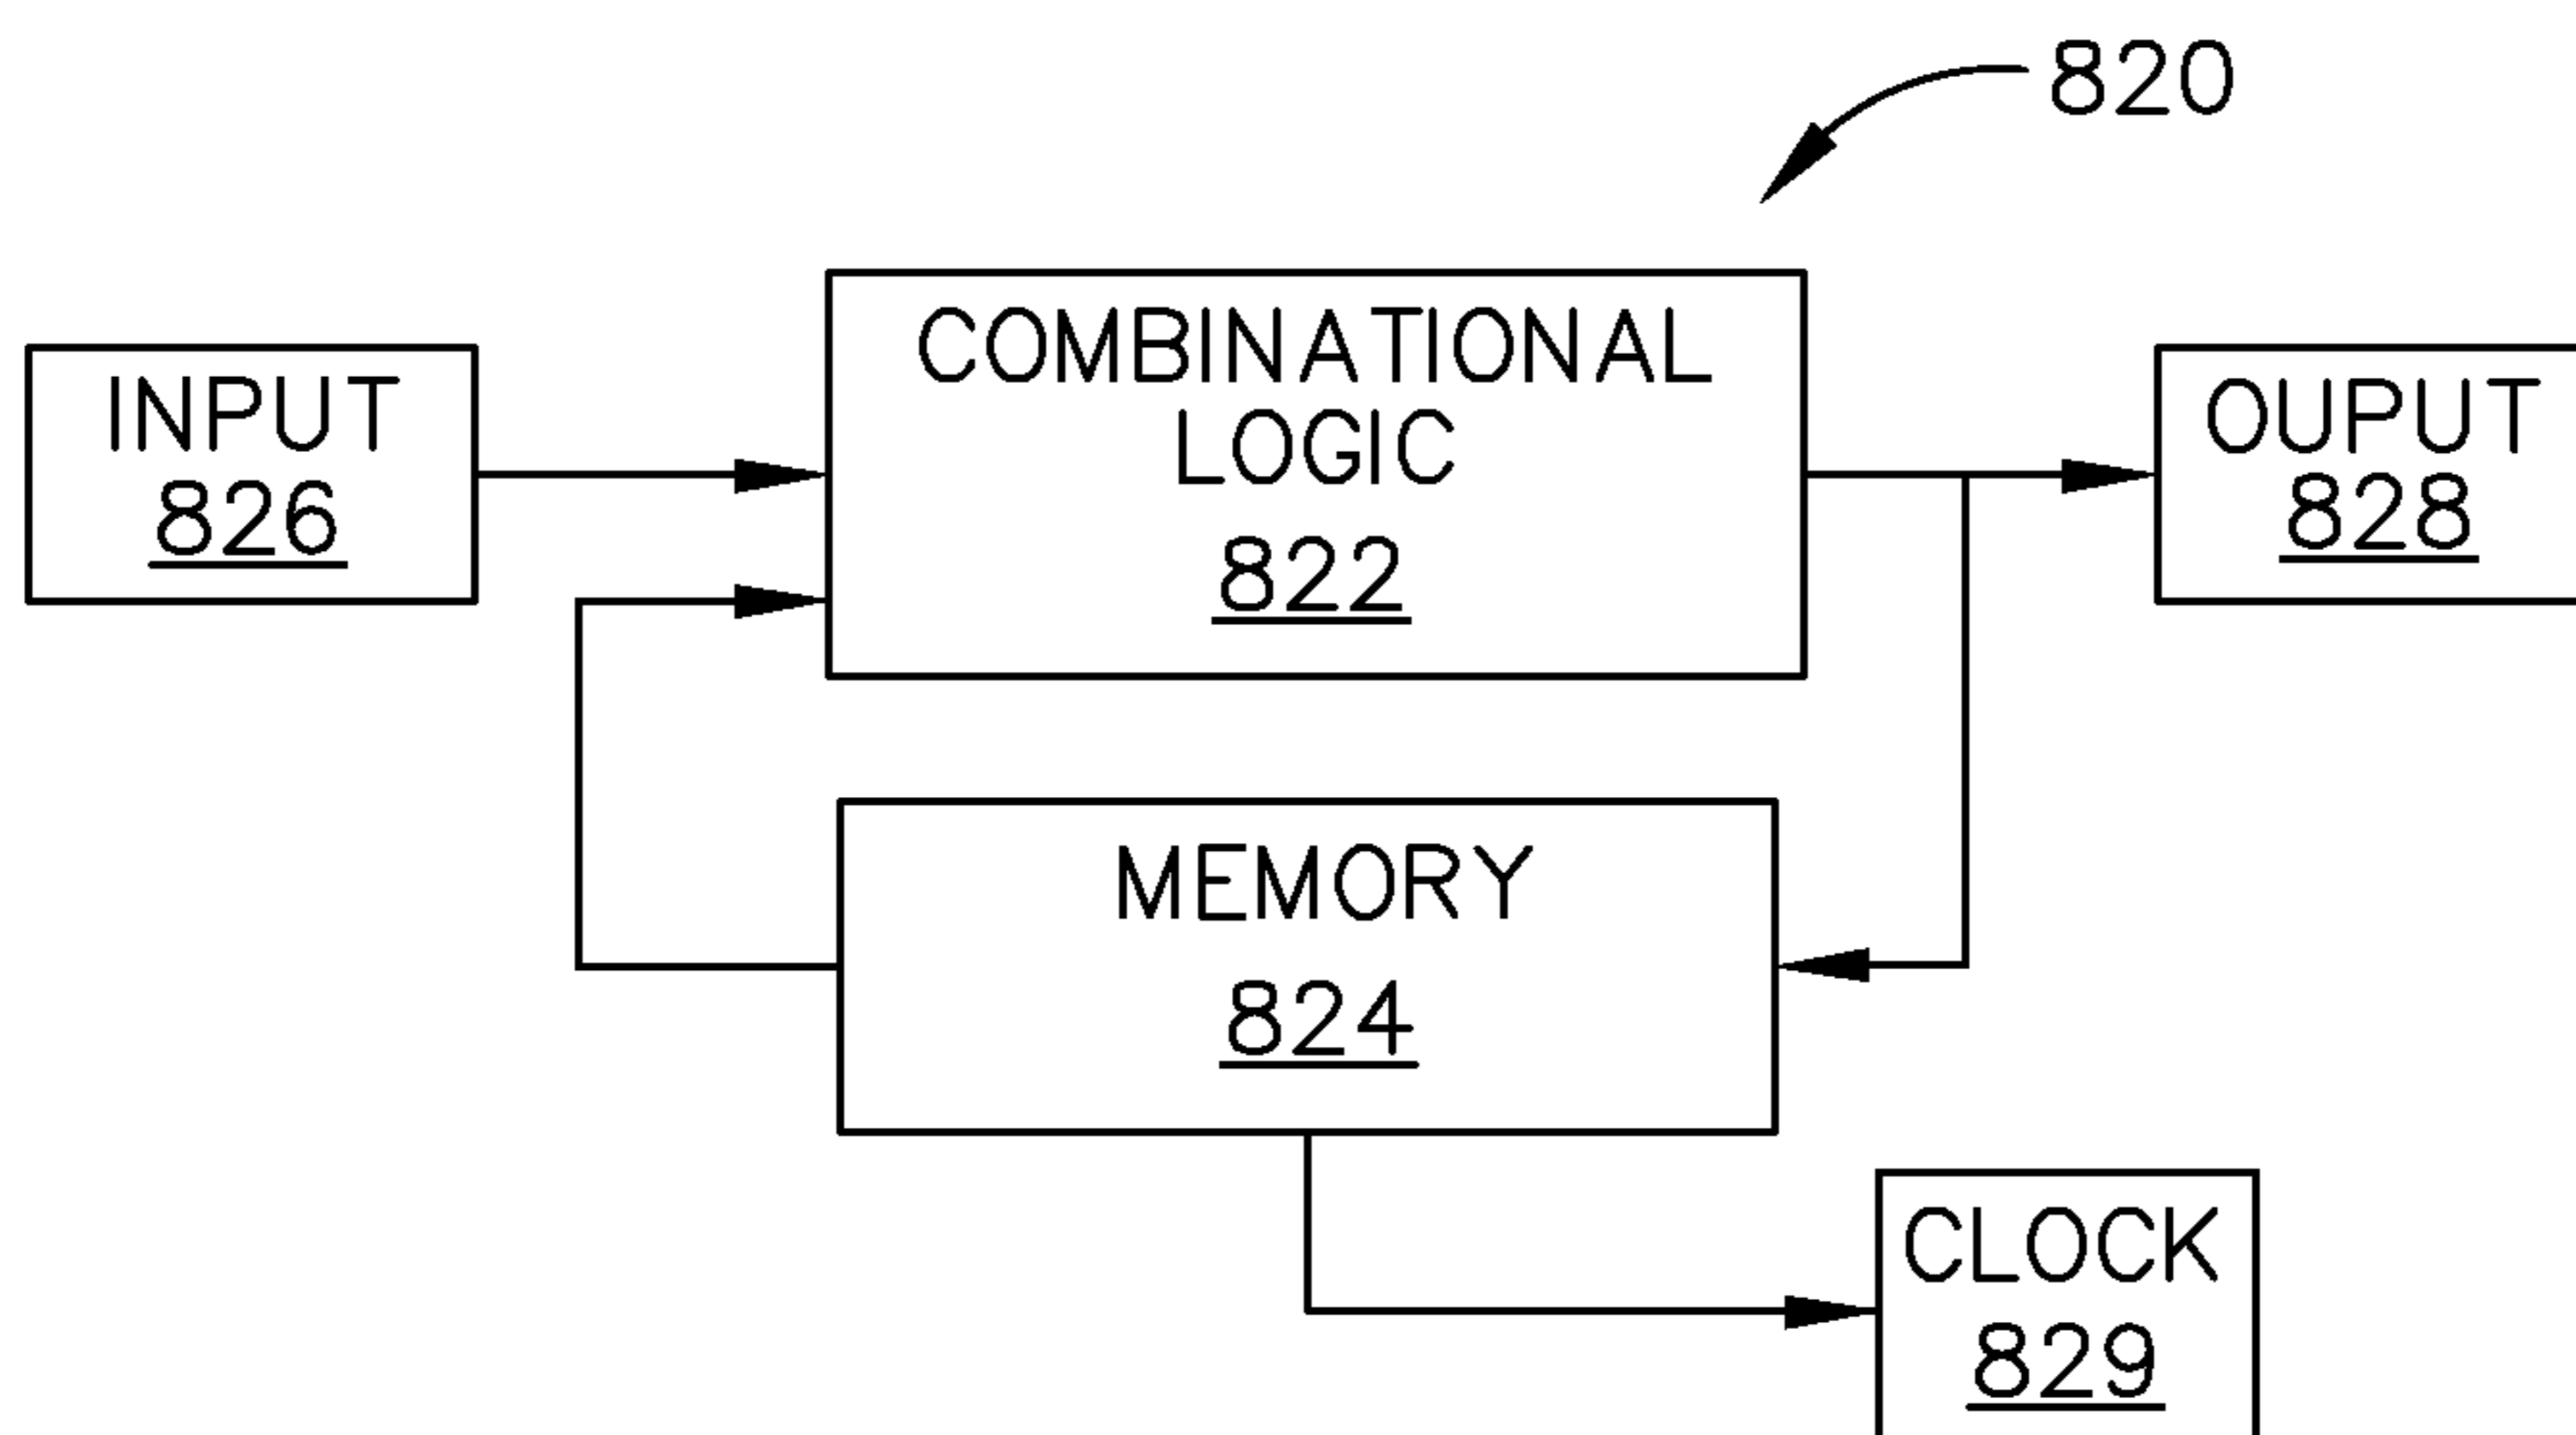 820
COMBINATIONAL
LOGIC
822
INPUT
826
OUPUT
828
MEMORY
824
CLOCK
829